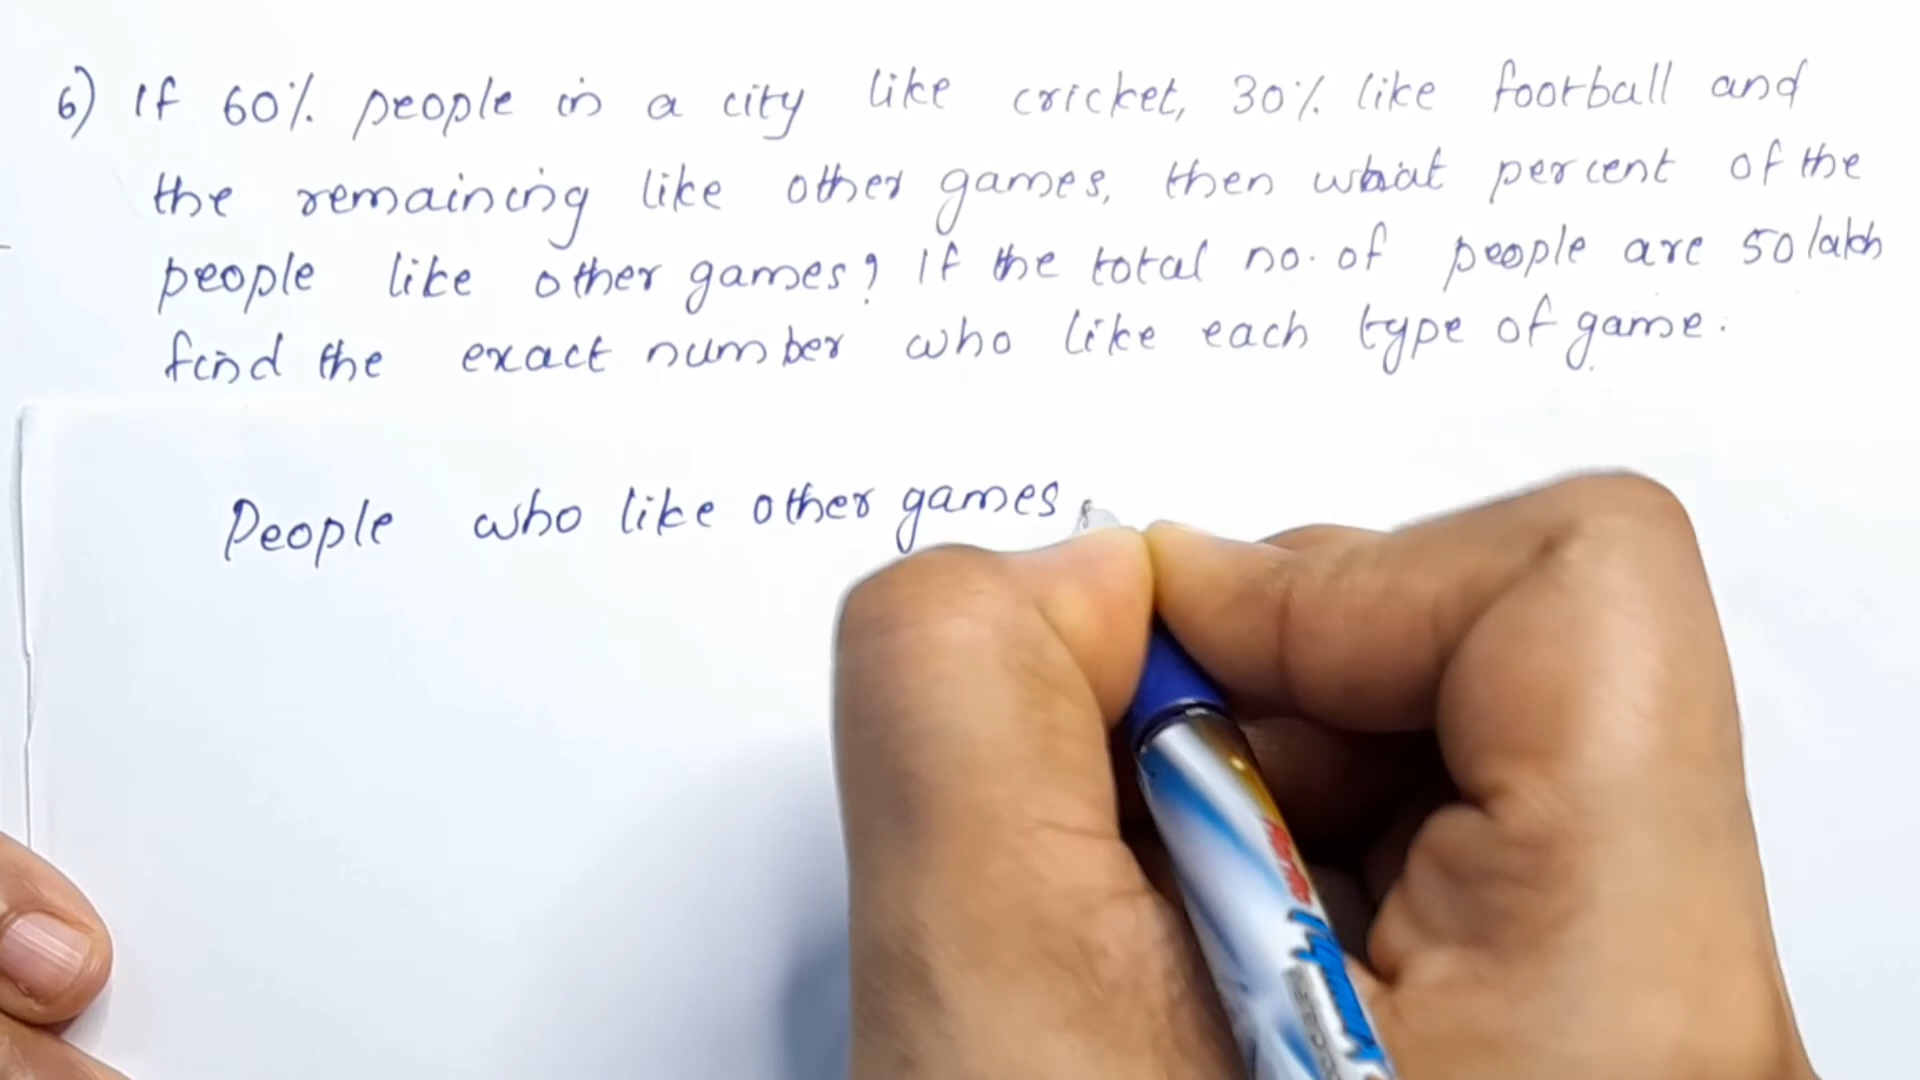 6) If 60% people in a city like cricket, 30% like football and
the remaining like other games, then what percent of the
people like other games? If the total no. of people are 50 lakh
find the exact number who like each type of game.
People who like other games